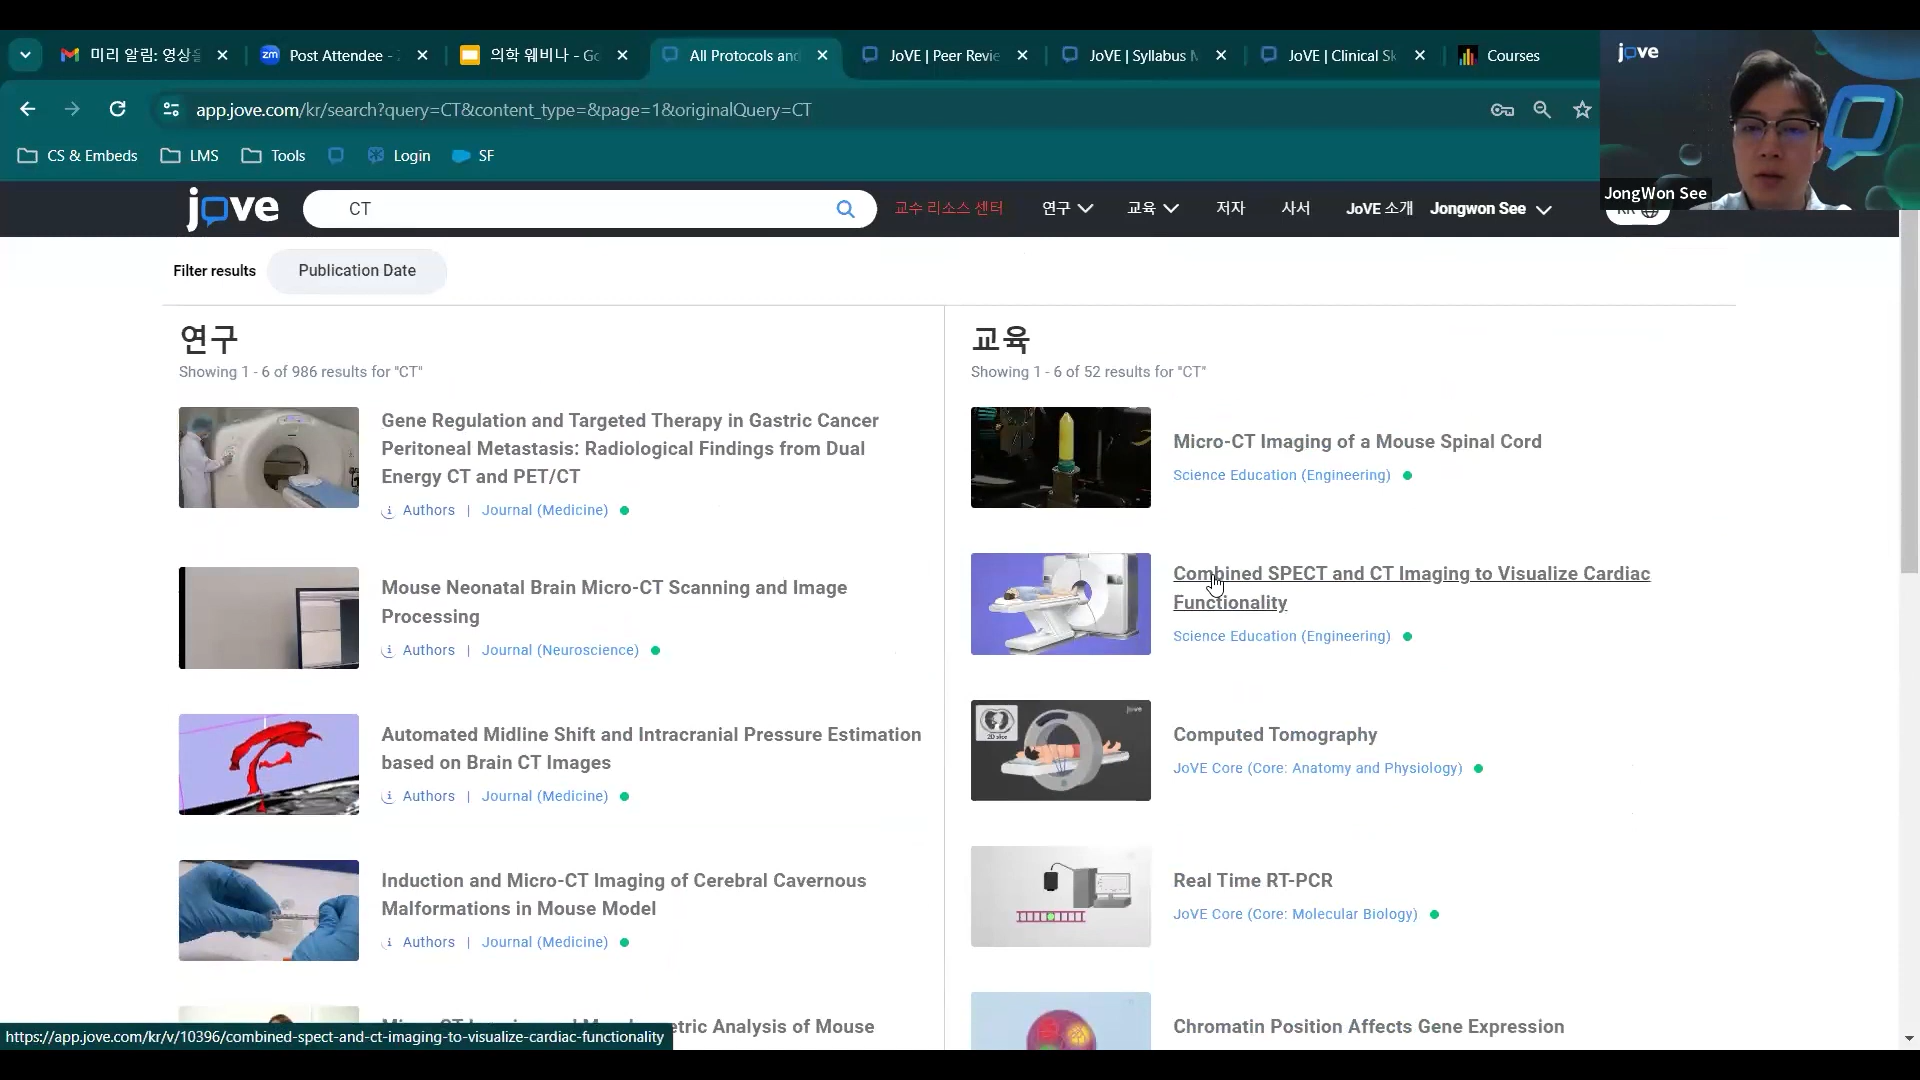 미리 알림: 영상을
Post Attendee -
의학 웨비나 - Go
All Protocols and
JoVE | Peer Revie
JoVE | Syllabus M
JoVE | Clinical Sk
Courses
jove
app.jove.com/kr/search?query=CT&content_type=&page=1&originalQuery=CT
CS & Embeds
LMS
Tools
Login
SF
JongWon See
jove
CT
교수 리소스 센터
연구
교육
저자
사서
JoVE 소개
Jongwon See
KR
Filter results
Publication Date
연구
Showing 1 - 6 of 986 results for "CT"
Gene Regulation and Targeted Therapy in Gastric Cancer
Peritoneal Metastasis: Radiological Findings from Dual
Energy CT and PET/CT
Authors | Journal (Medicine)
Mouse Neonatal Brain Micro-CT Scanning and Image
Processing
Authors | Journal (Neuroscience)
Automated Midline Shift and Intracranial Pressure Estimation
based on Brain CT Images
Authors | Journal (Medicine)
Induction and Micro-CT Imaging of Cerebral Cavernous
Malformations in Mouse Model
Authors | Journal (Medicine)
Analysis of Mouse
교육
Showing 1 - 6 of 52 results for "CT"
Micro-CT Imaging of a Mouse Spinal Cord
Science Education (Engineering)
Combined SPECT and CT Imaging to Visualize Cardiac
Functionality
Science Education (Engineering)
2D slice
jove
Computed Tomography
JoVE Core (Core: Anatomy and Physiology)
Real Time RT-PCR
JoVE Core (Core: Molecular Biology)
Chromatin Position Affects Gene Expression
https://app.jove.com/kr/v/10396/combined-spect-and-ct-imaging-to-visualize-cardiac-functionality